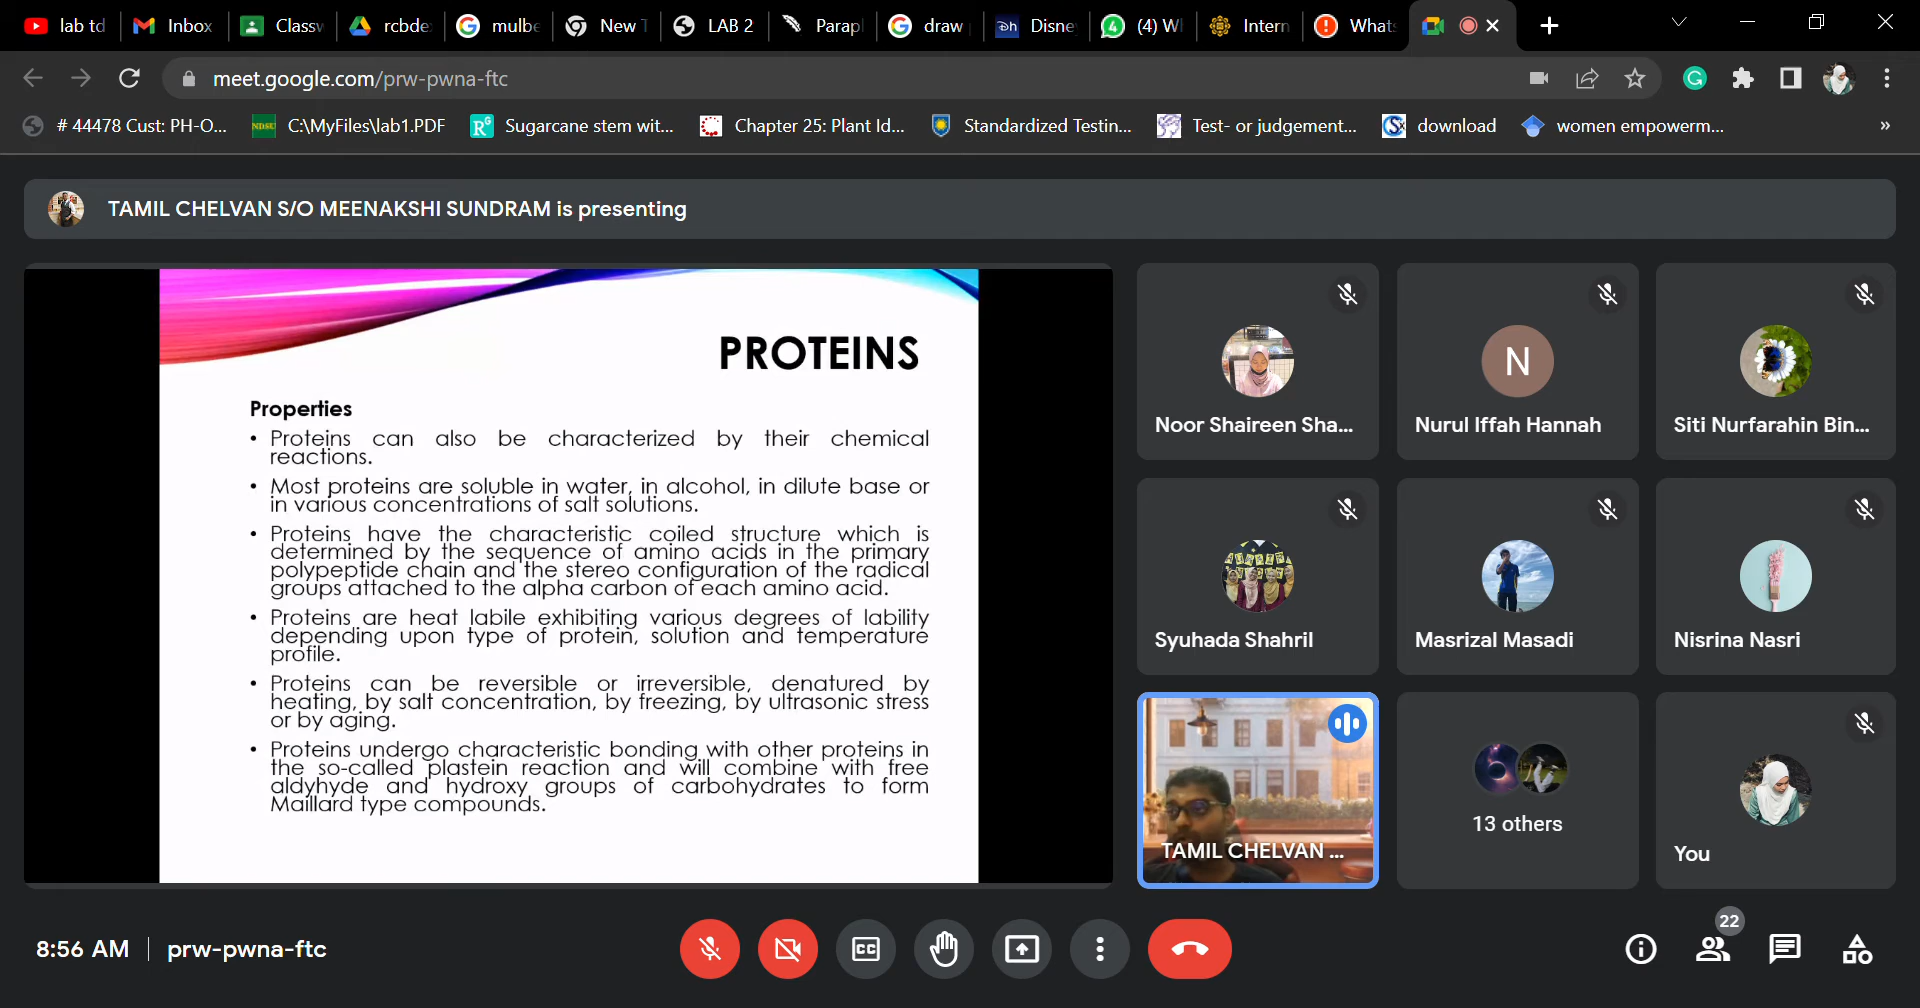 lab td
Inbox
Classw
rcbde
mulbe
New T
LAB 2
Parap
draw
Disne
(4) W
Intern
Whats
meet.google.com/prw-pwna-ftc
# 44478 Cust: PH-O...
C:\MyFiles\lab1.PDF
Sugarcane stem wit...
Chapter 25: Plant Id...
Standardized Testin...
Test- or judgement...
download
women empowerm...
»
TAMIL CHELVAN S/O MEENAKSHI SUNDRAM is presenting
PROTEINS
Properties
• Proteins can also be characterized by their chemical
reactions.
• Most proteins are soluble in water, in alcohol, in dilute base or
in various concentrations of salt solutions.
• Proteins have the characteristic coiled structure which is
determined by the sequence of amino acids in the primary
polypeptide chain and the stereo configuration of the radical
groups attached to the alpha carbon of each amino acid.
• Proteins are heat labile exhibiting various degrees of lability
depending upon type of protein, solution and temperature
profile.
• Proteins can be reversible or irreversible, denatured by
heating, by salt concentration, by freezing, by ultrasonic stress
or by aging.
• Proteins undergo characteristic bonding with other proteins in
the so-called plastein reaction and will combine with free
aldyhyde and hydroxy groups of carbohydrates to form
Maillard type compounds.
Noor Shaireen Sha...
N
Nurul Iffah Hannah
Siti Nurfarahin Bin...
Syuhada Shahril
Masrizal Masadi
Nisrina Nasri
TAMIL CHELVAN ...
13 others
You
8:56 AM
prw-pwna-ftc
CC
22